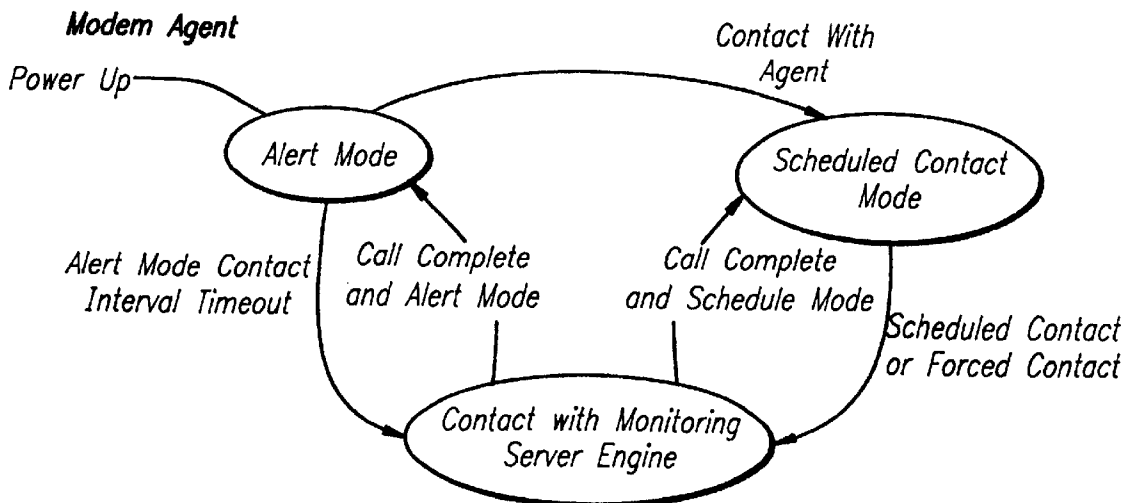 Modem Agent
Power Up
Contact With
Agent
Alert Mode
Scheduled Contact
Mode
Alert Mode Contact
Interval Timeout
Call Complete
and Alert Mode
Call Complete
and Schedule Mode
Scheduled Contact
or Forced Contact
Contact with Monitoring
Server Engine